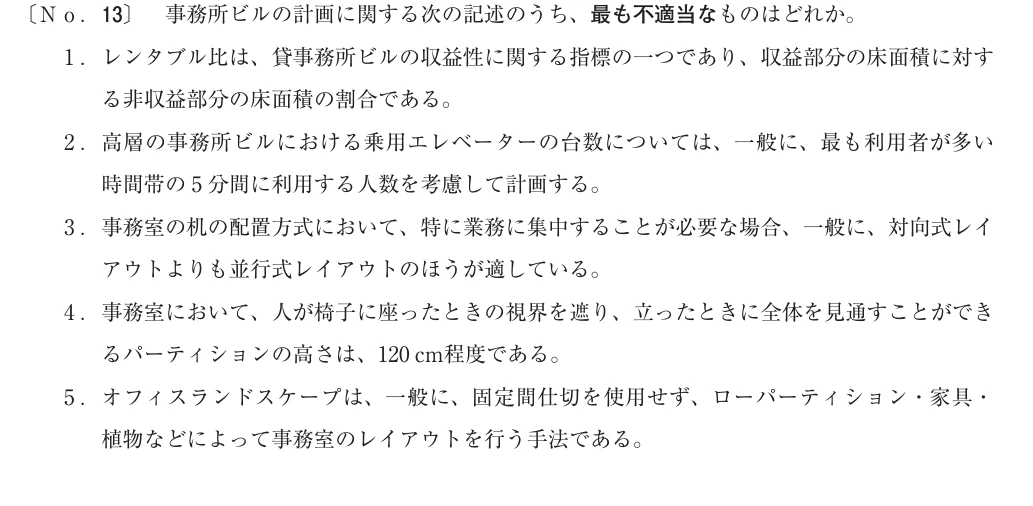 〔Ｎｏ．13〕　事務所ビルの計画に関する次の記述のうち、最も不適当なものはどれか。
１．レンタブル比は、貸事務所ビルの収益性に関する指標の一つであり、収益部分の床面積に対す
る非収益部分の床面積の割合である。
２．高層の事務所ビルにおける乗用エレベーターの台数については、一般に、最も利用者が多い
時間帯の５分間に利用する人数を考慮して計画する。
３．事務室の机の配置方式において、特に業務に集中することが必要な場合、一般に、対向式レイ
アウトよりも並行式レイアウトのほうが適している。
４．事務室において、人が椅子に座ったときの視界を遮り、立ったときに全体を見通すことができ
るパーティションの高さは、120 cm程度である。
５．オフィスランドスケープは、一般に、固定間仕切を使用せず、ローパーティション・家具・
植物などによって事務室のレイアウトを行う手法である。